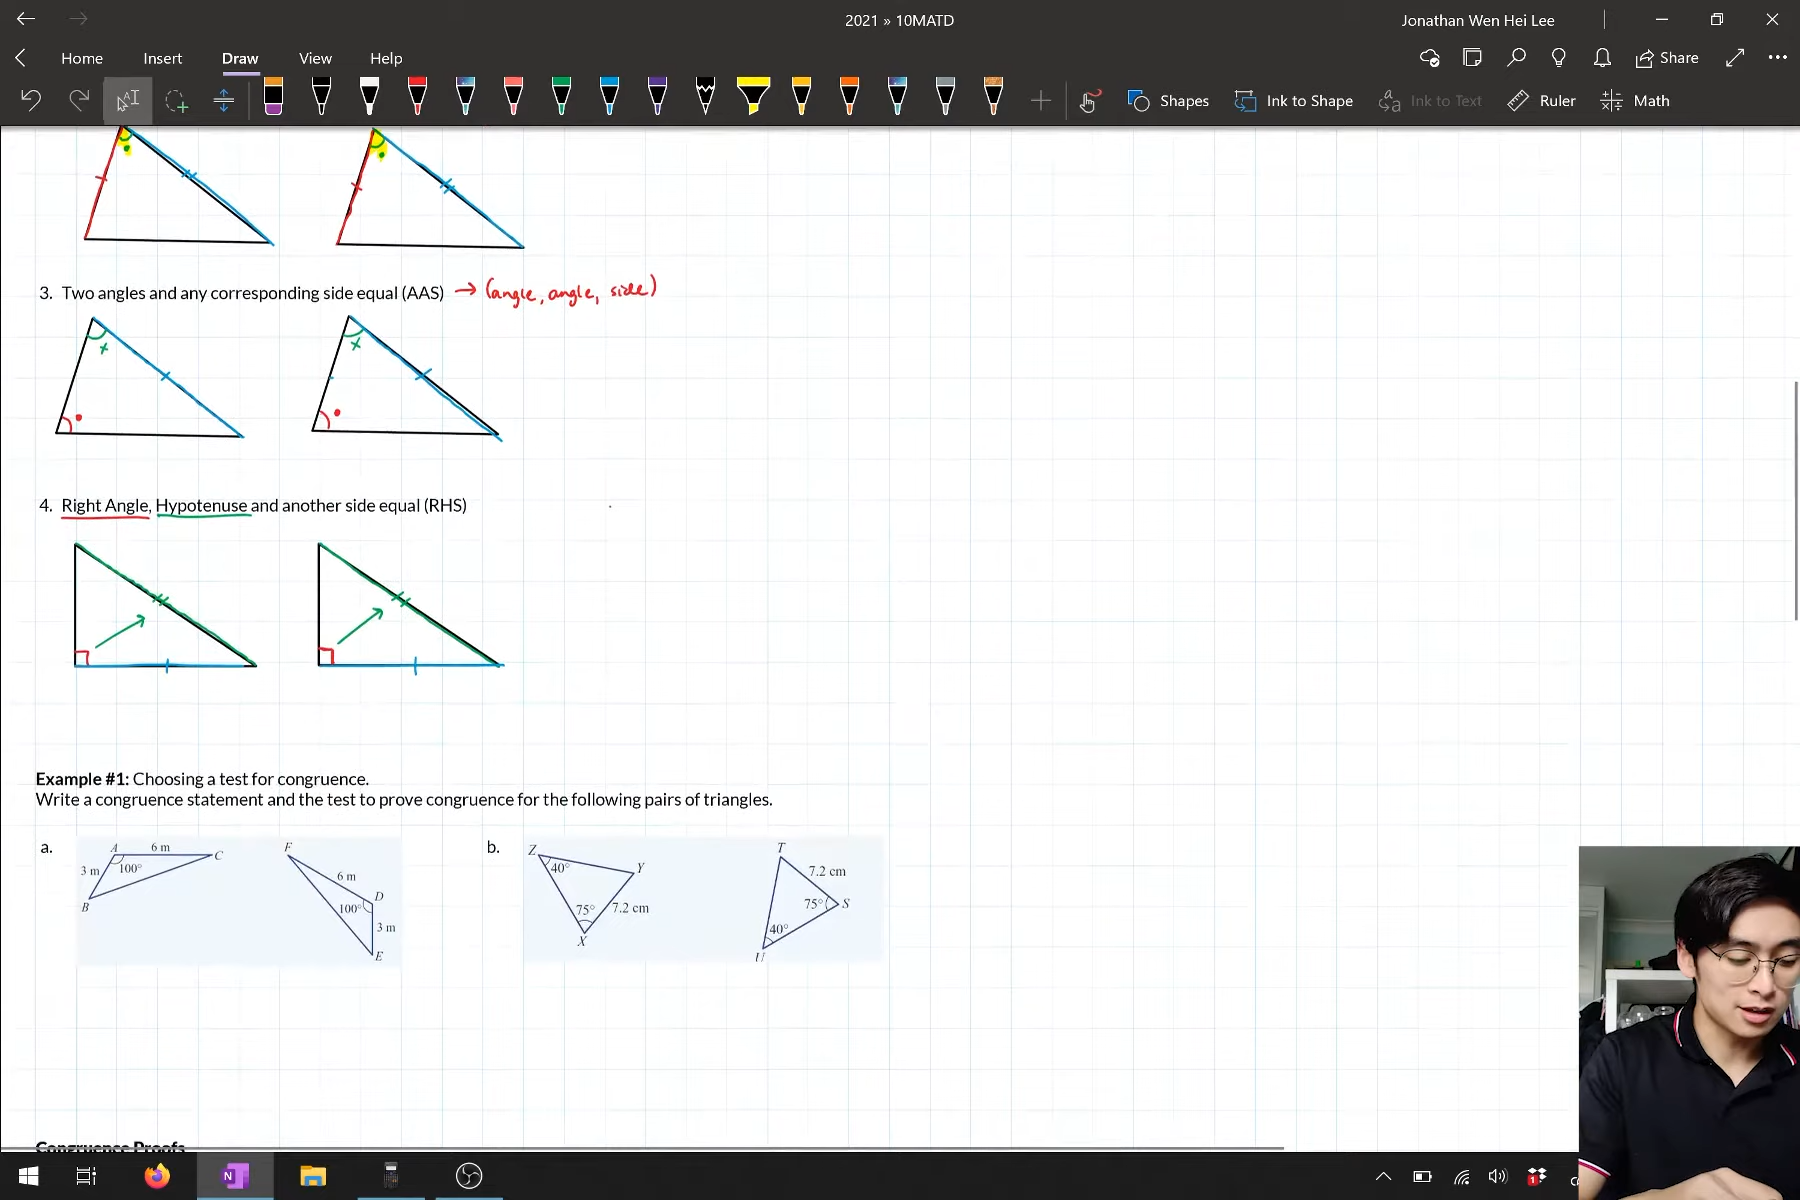 2021 » 10MATD
Jonathan Wen Hei Lee
Home Insert Draw View Help
Share
Shapes Ink to Shape Ink to Text Ruler Math
3. Two angles and any corresponding side equal (AAS) → (angle, angle, side)
x
x
4. Right Angle, Hypotenuse and another side equal (RHS)
Example #1: Choosing a test for congruence.
Write a congruence statement and the test to prove congruence for the following pairs of triangles.
a.
A 6 m C
3 m 100°
B
F
6 m
D
100°
3 m
E
b.
Z
40°
Y
75° 7.2 cm
X
T
7.2 cm
75° S
40°
U
Congruence Proofs
N
1